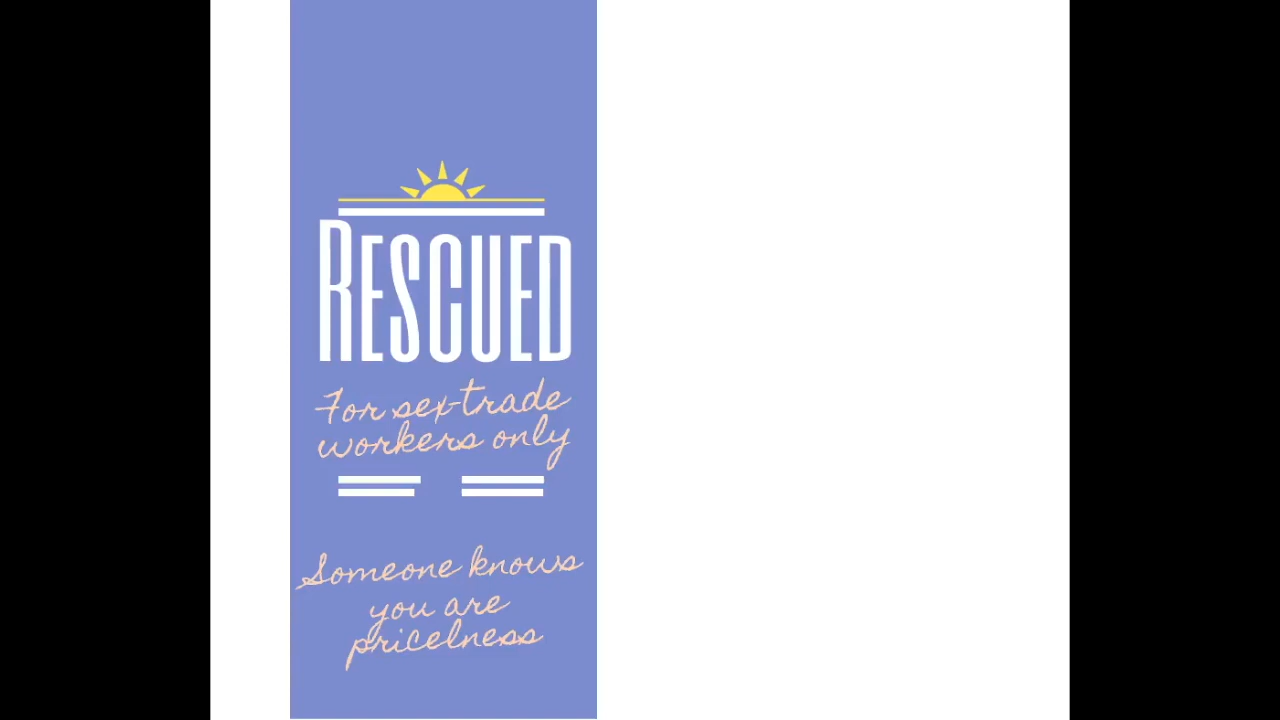 RESCUED
For sex-trade
workers only
Someone knows
you are
pricelness